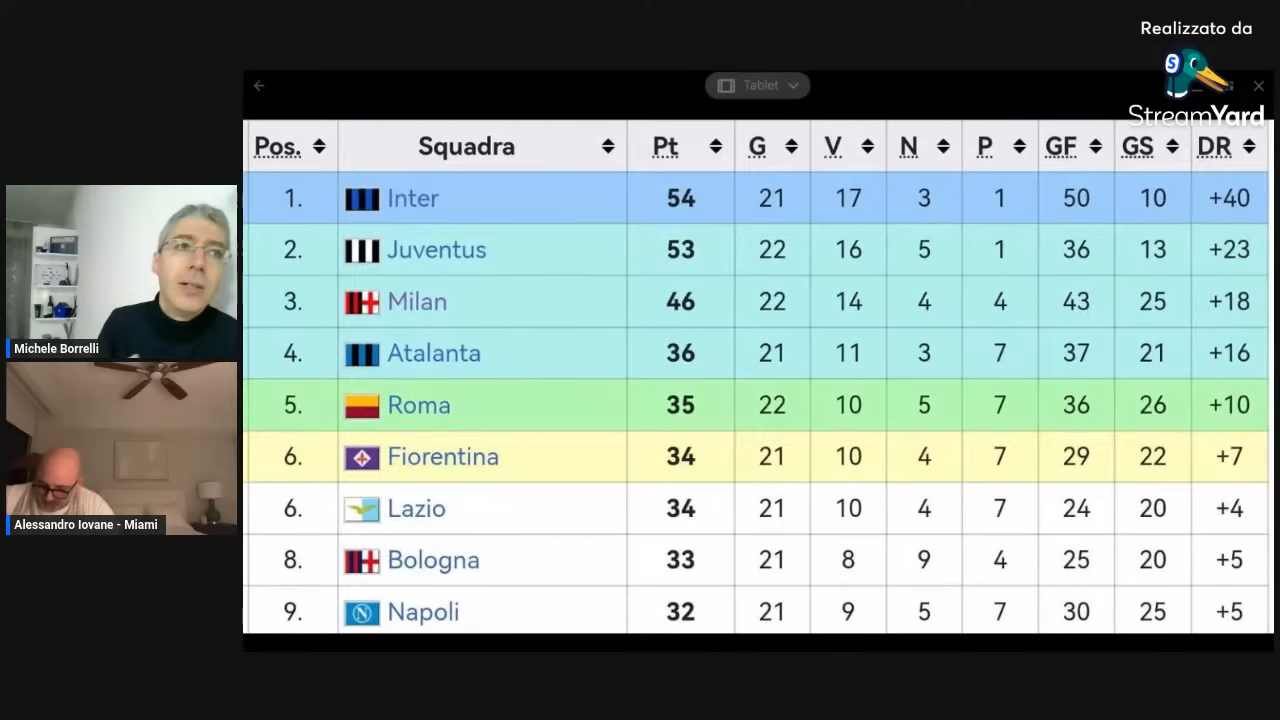 Realizzato da
StreamYard
Tablet
Pos. Squadra Pt G V N P GF GS DR
1. Inter 54 21 17 3 1 50 10 +40
2. Juventus 53 22 16 5 1 36 13 +23
3. Milan 46 22 14 4 4 43 25 +18
4. Atalanta 36 21 11 3 7 37 21 +16
5. Roma 35 22 10 5 7 36 26 +10
6. Fiorentina 34 21 10 4 7 29 22 +7
6. Lazio 34 21 10 4 7 24 20 +4
8. Bologna 33 21 8 9 4 25 20 +5
9. Napoli 32 21 9 5 7 30 25 +5
Michele Borrelli
Alessandro Iovane - Miami